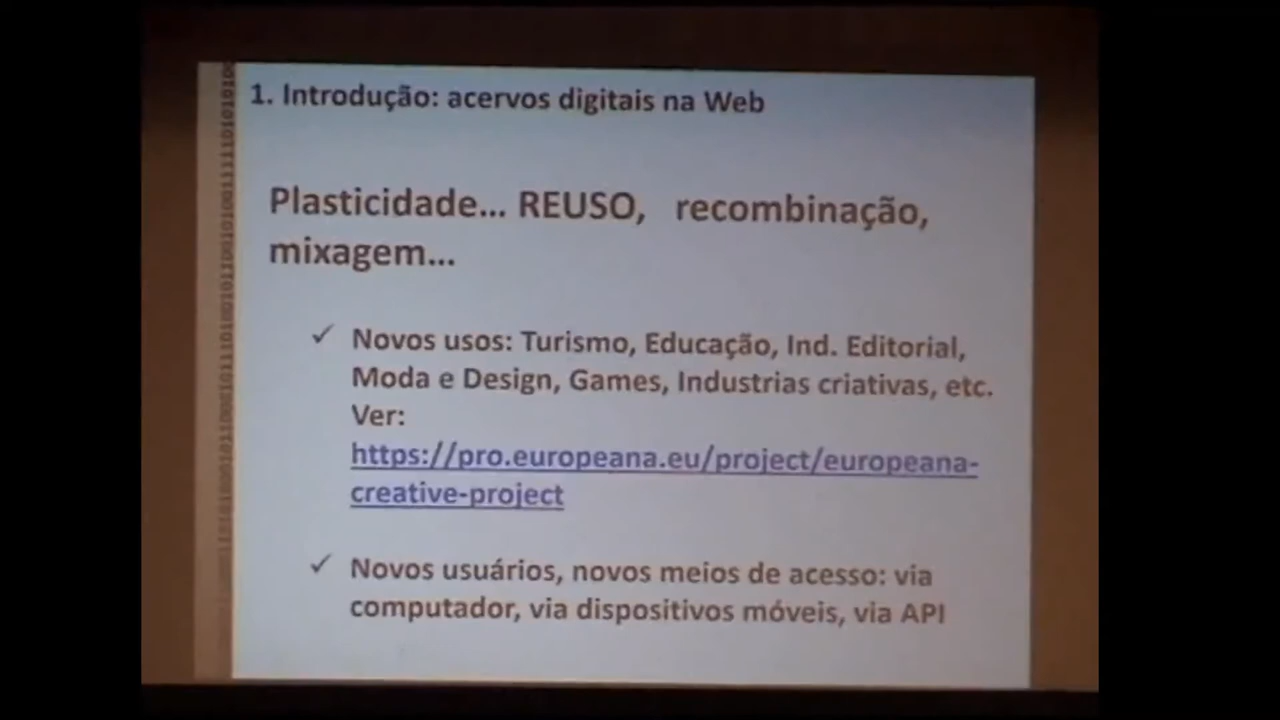 1. Introdução: acervos digitais na Web
Plasticidade... REUSO, recombinação,
mixagem...
✓ Novos usos: Turismo, Educação, Ind. Editorial,
Moda e Design, Games, Industrias criativas, etc.
Ver:
https://pro.europeana.eu/project/europeana-
creative-project
✓ Novos usuários, novos meios de acesso: via
computador, via dispositivos móveis, via API